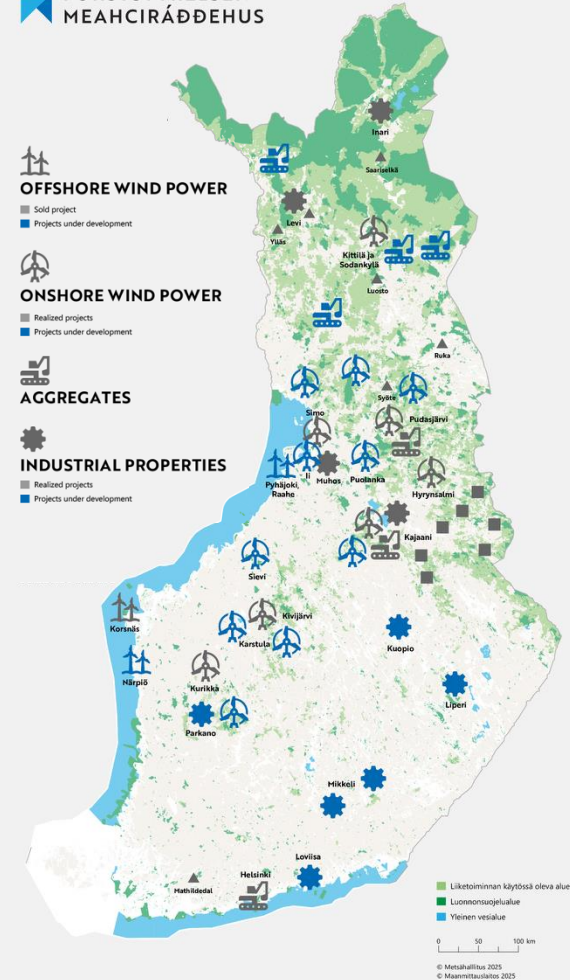 MEAHCIRÁĐĐEHUS
OFFSHORE WIND POWER
Sold project
Projects under development
ONSHORE WIND POWER
Realized projects
Projects under development
AGGREGATES
INDUSTRIAL PROPERTIES
Realized projects
Projects under development
Inari
Saariselkä
Levi
Ylläs
Kittilä ja
Sodankylä
Luosto
Ruka
Syöte
Simo
Pudasjärvi
Ii
Muhos
Puolanka
Pyhäjoki,
Raahe
Hyrynsalmi
Kajaani
Sievi
Korsnäs
Kivijärvi
Karstula
Kuopio
Närpiö
Kurikka
Liperi
Parkano
Mikkeli
Loviisa
Helsinki
Mathildedal
Liiketoiminnan käytössä oleva alue
Luonnonsuojelualue
Yleinen vesialue
0 50 100 km
© Metsähallitus 2025
© Maanmittauslaitos 2025